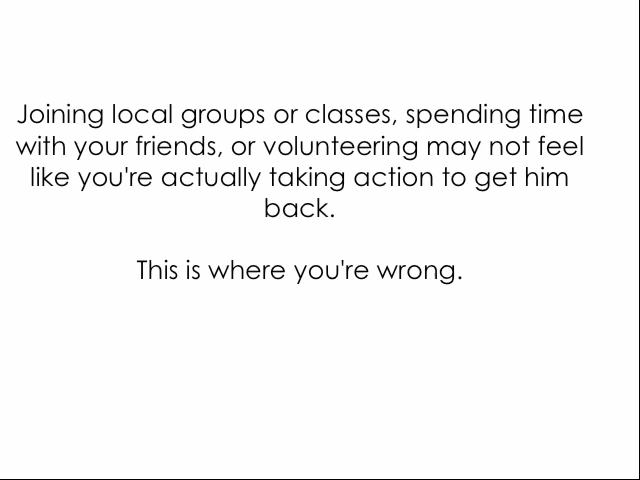 Joining local groups or classes, spending time
with your friends, or volunteering may not feel
like you're actually taking action to get him
back.
This is where you're wrong.